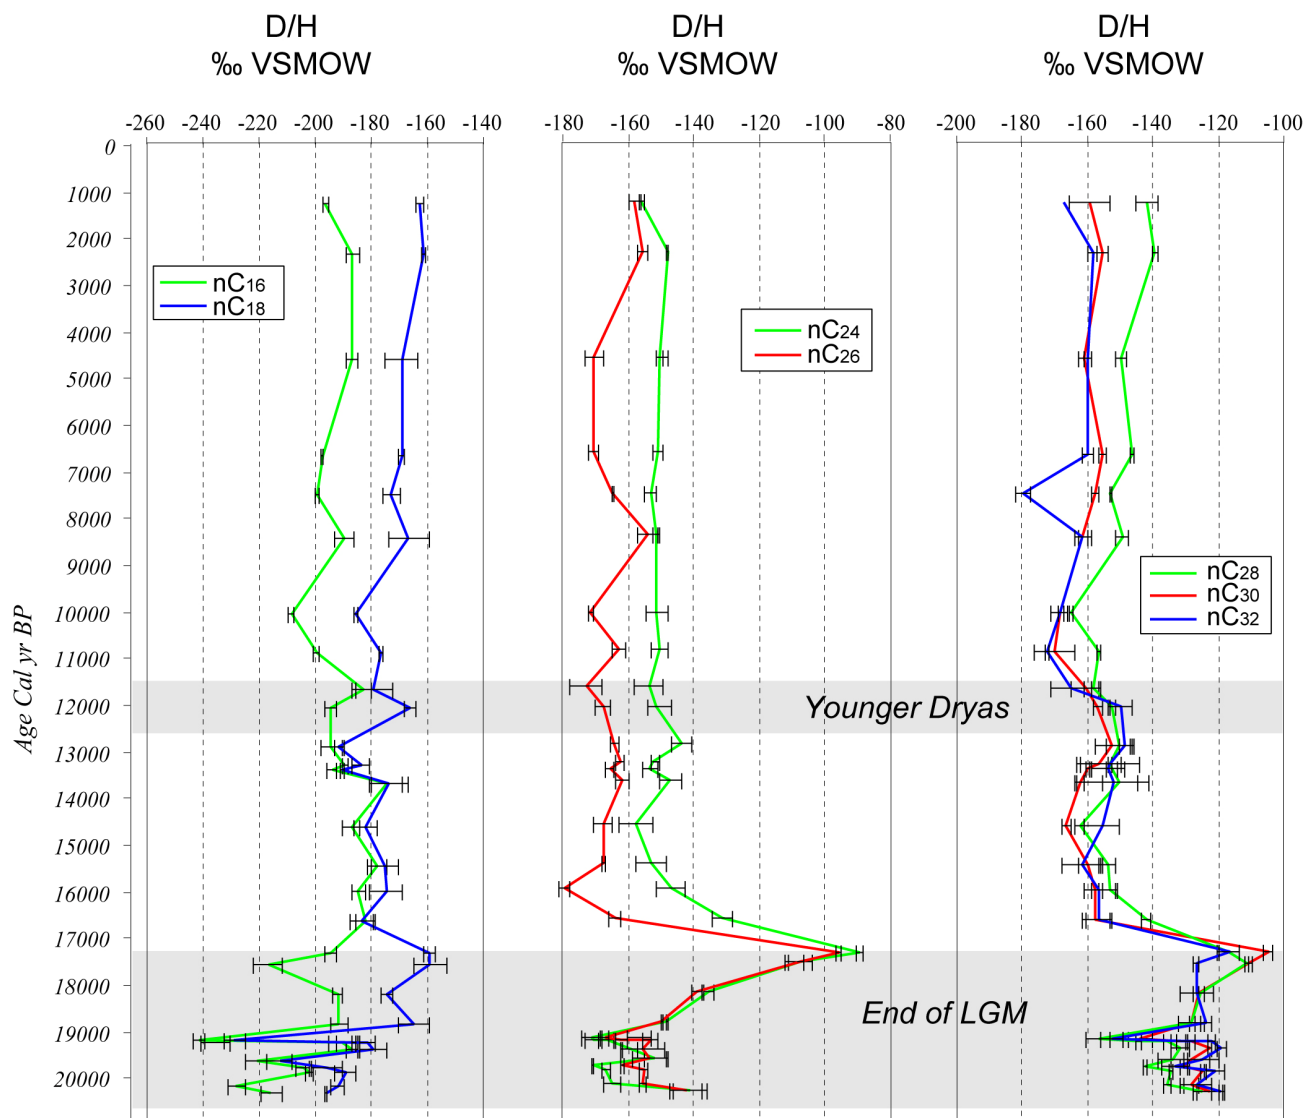 D/H D/H D/H
‰ VSMOW ‰ VSMOW ‰ VSMOW
-260 -240 -220 -200 -180 -160 -140 -180 -160 -140 -120 -100 -80 -200 -180 -160 -140 -120 -100
0
1000
2000
3000
4000
5000
6000
7000
8000
9000
10000
11000
12000
13000
14000
15000
16000
17000
18000
19000
20000
Age Cal yr BP
nC16
nC18
nC24
nC26
nC28
nC30
nC32
Younger Dryas
End of LGM